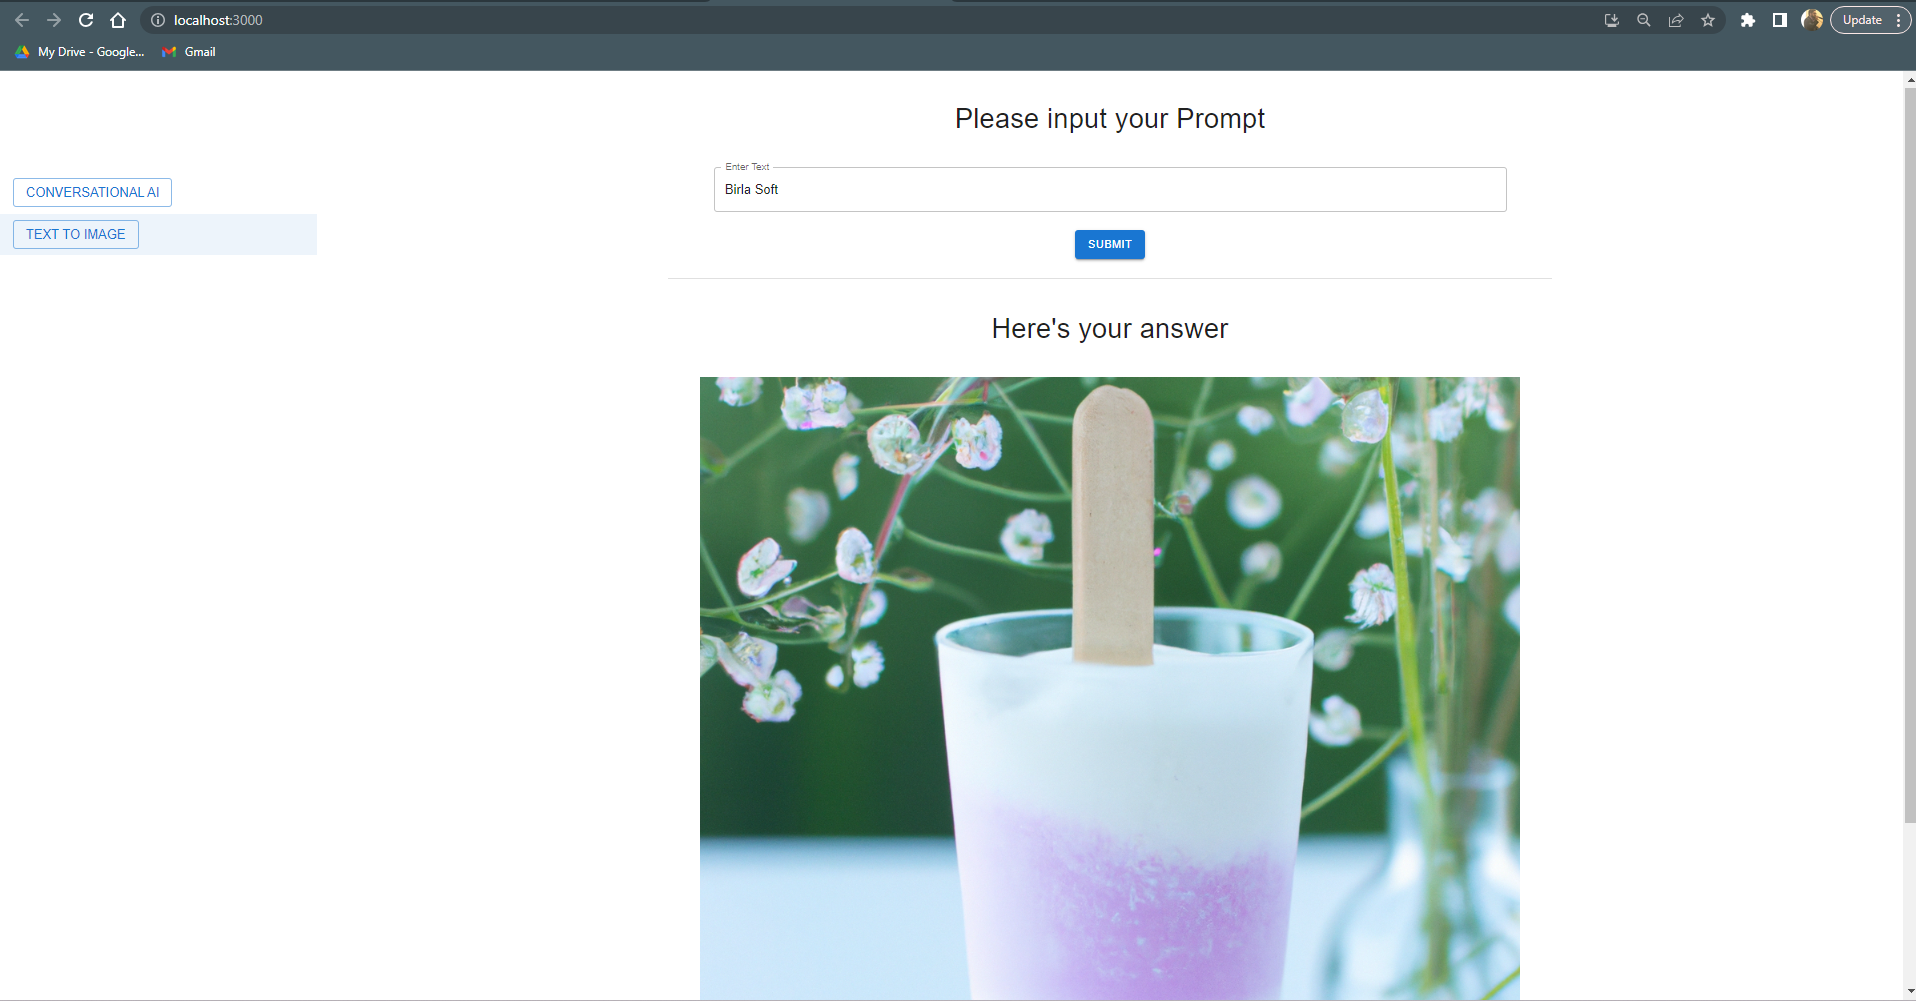 localhost:3000
Update
My Drive - Google...
Gmail
Please input your Prompt
Enter Text
Birla Soft
CONVERSATIONAL AI
TEXT TO IMAGE
SUBMIT
Here's your answer